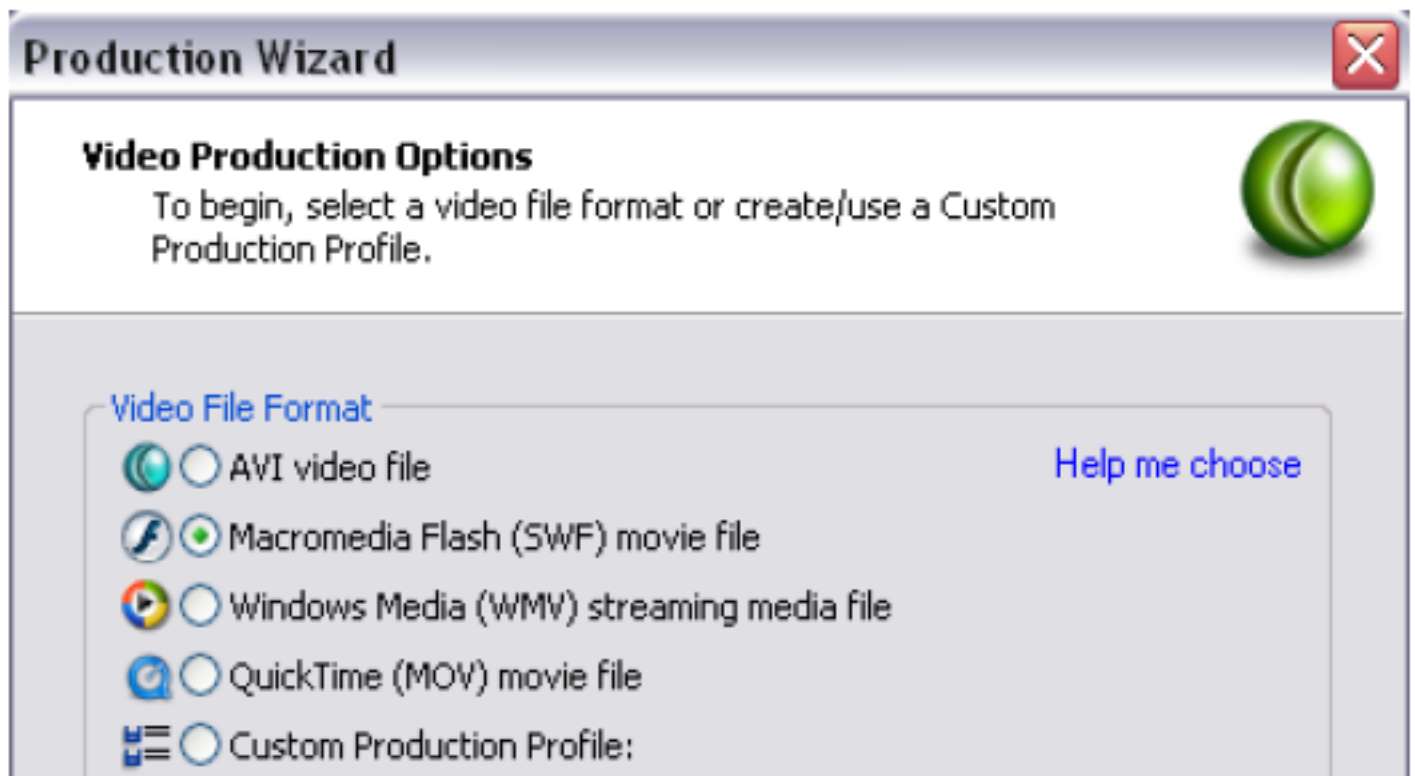 Production Wizard
Video Production Options
To begin, select a video file format or create/use a Custom
Production Profile.
Video File Format
AVI video file
Help me choose
Macromedia Flash (SWF) movie file
Windows Media (WMV) streaming media file
QuickTime (MOV) movie file
Custom Production Profile: